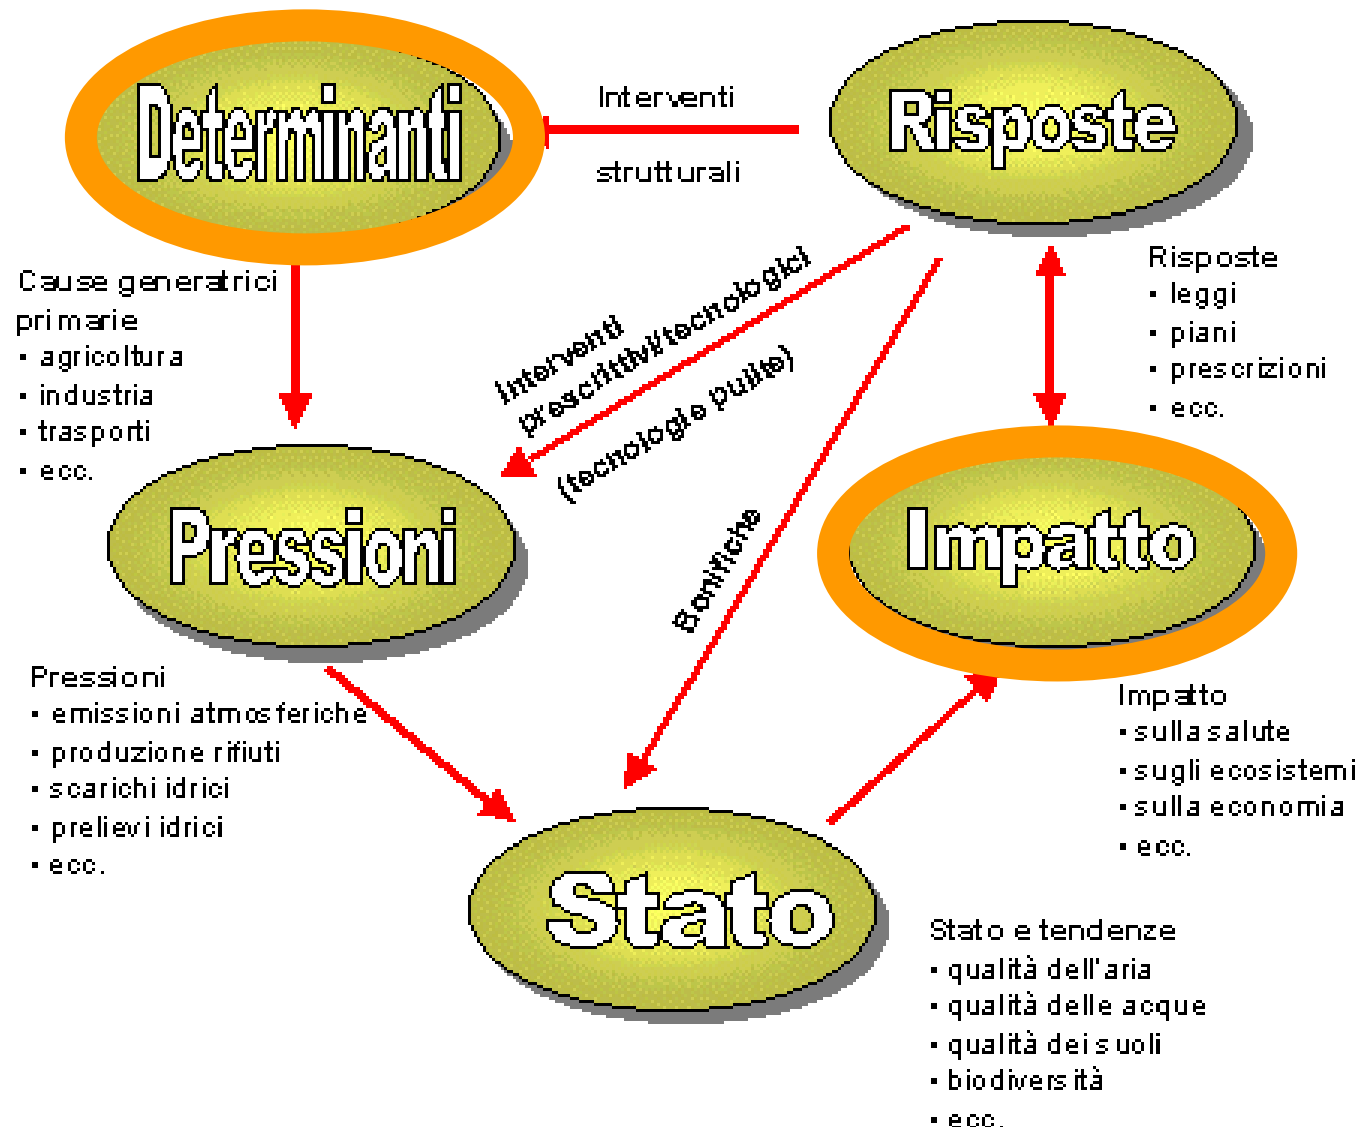 Determinanti
Interventi
strutturali
Risposte
Cause generatrici
primarie
▪ agricoltura
▪ industria
▪ trasporti
▪ ecc.
Interventi
prescrittivi/tecnologici
(tecnologie pulite)
Risposte
▪ leggi
▪ piani
▪ prescrizioni
▪ ecc.
Pressioni
Bonifiche
Impatto
Pressioni
▪ emissioni atmosferiche
▪ produzione rifiuti
▪ scarichi idrici
▪ prelievi idrici
▪ ecc.
Impatto
▪ sulla salute
▪ sugli ecosistemi
▪ sulla economia
▪ ecc.
Stato
Stato e tendenze
▪ qualità dell'aria
▪ qualità delle acque
▪ qualità dei suoli
▪ biodiversità
▪ ecc.